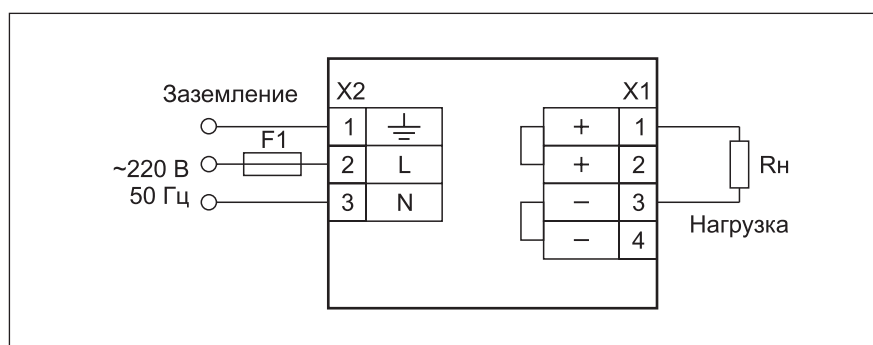 Заземление
F1
~220 В
50 Гц
X2
1
2 L
3 N
X1
+ 1
+ 2
− 3
− 4
Rн
Нагрузка